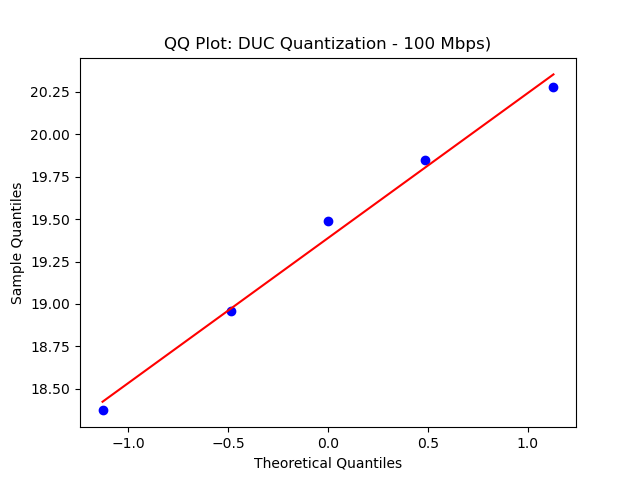 QQ Plot: DUC Quantization - 100 Mbps)
Sample Quantiles
20.25
20.00
19.75
19.50
19.25
19.00
18.75
18.50
−1.0 −0.5 0.0 0.5 1.0
Theoretical Quantiles